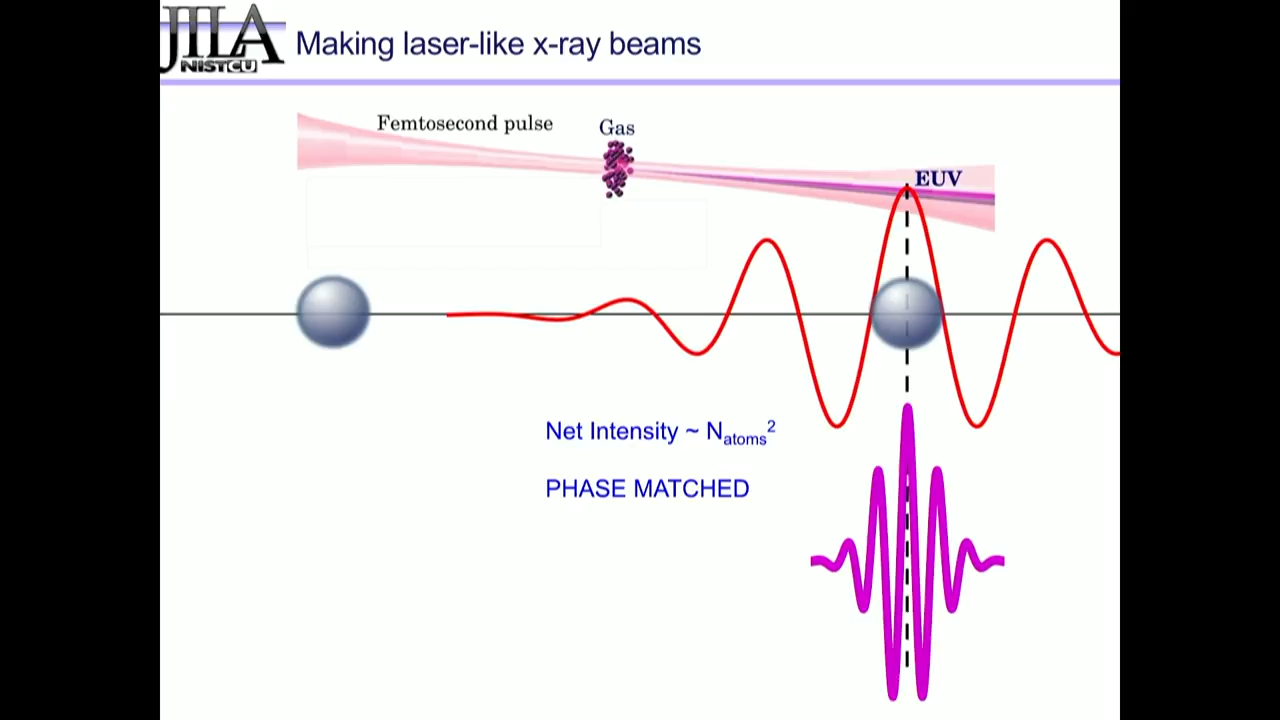 JILA
NIST CU
Making laser-like x-ray beams
Femtosecond pulse
Gas
EUV
Net Intensity ~ Natoms²
PHASE MATCHED